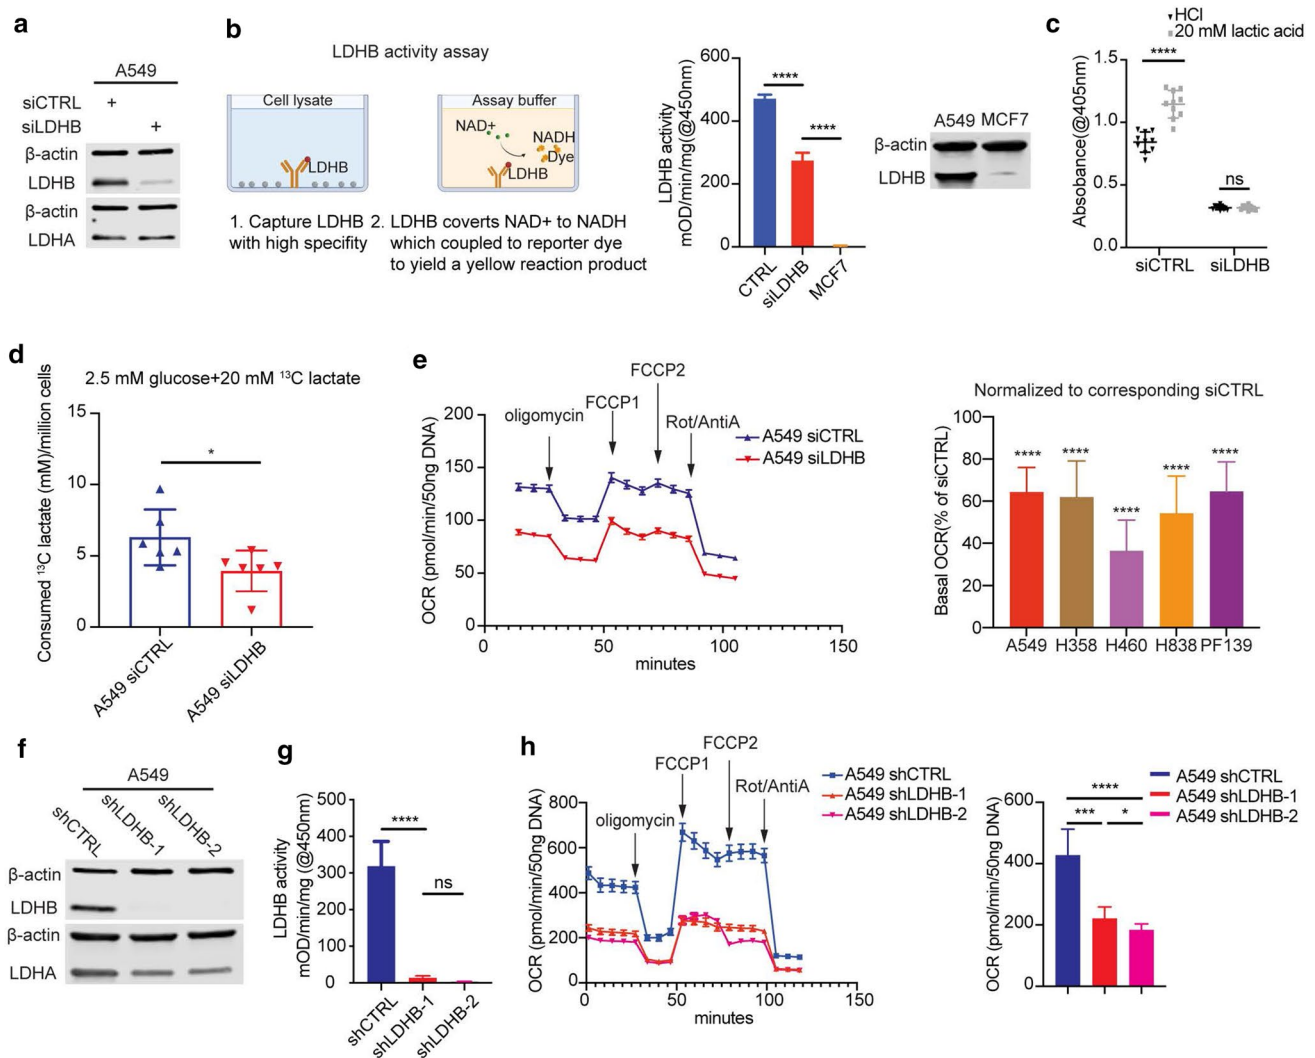 a
A549
siCTRL +
siLDHB +
β-actin
LDHB
β-actin
LDHA
b
LDHB activity assay
Cell lysate
LDHB
Assay buffer
NAD+
NADH
Dye
LDHB
1. Capture LDHB
with high specifity
2. LDHB coverts NAD+ to NADH
which coupled to reporter dye
to yield a yellow reaction product
LDHB activity
mOD/min/mg(@450nm)
600
400
200
0
****
****
CTRL
siLDHB
MCF7
A549 MCF7
β-actin
LDHB
c
HCl
20 mM lactic acid
Absobance(@405nm)
1.5
1.0
0.5
0.0
****
ns
siCTRL
siLDHB
d
2.5 mM glucose+20 mM ¹³C lactate
Consumed ¹³C lactate (mM)/million cells
15
10
5
0
*
A549 siCTRL
A549 siLDHB
e
OCR (pmol/min/50ng DNA)
200
150
100
50
0
oligomycin
FCCP1
FCCP2
Rot/AntiA
A549 siCTRL
A549 siLDHB
0 50 100 150
minutes
Normalized to corresponding siCTRL
Basal OCR(% of siCTRL)
100
80
60
40
20
0
****
****
****
****
****
A549 H358 H460 H838 PF139
f
A549
shCTRL
shLDHB-1
shLDHB-2
β-actin
LDHB
β-actin
LDHA
g
LDHB activity
mOD/min/mg (@450nm)
500
400
300
200
100
0
****
ns
shCTRL
shLDHB-1
shLDHB-2
h
OCR (pmol/min/50ng DNA)
800
600
400
200
0
oligomycin
FCCP1
FCCP2
Rot/AntiA
A549 shCTRL
A549 shLDHB-1
A549 shLDHB-2
0 50 100 150
minutes
OCR (pmol/min/50ng DNA)
600
400
200
0
****
*** *
A549 shCTRL
A549 shLDHB-1
A549 shLDHB-2